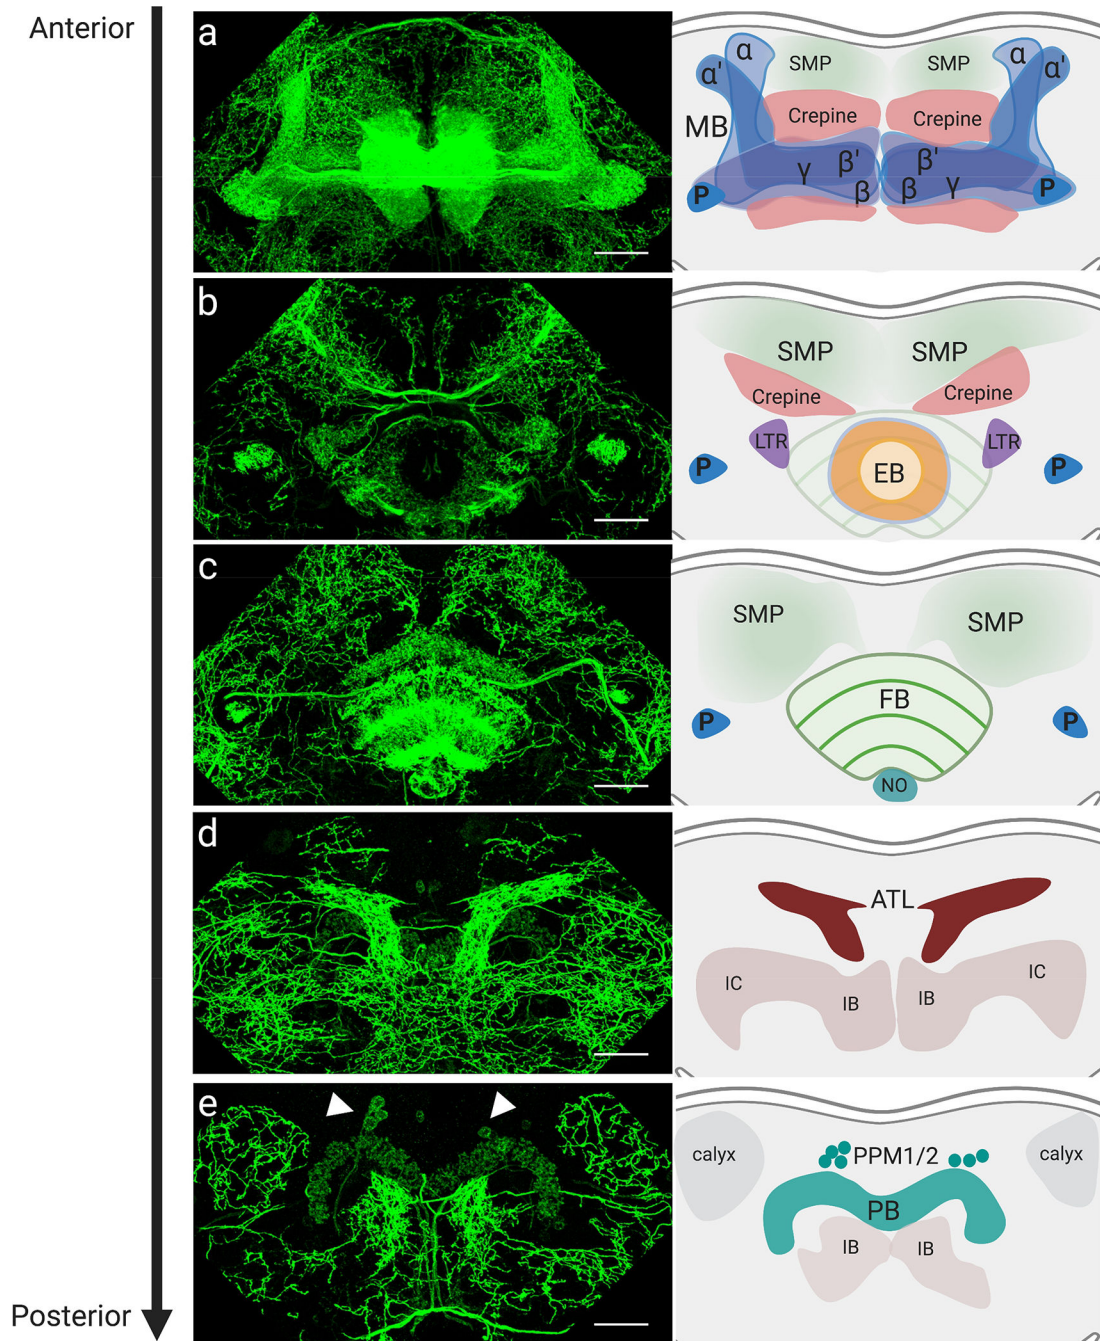 Anterior
a
α
α'
SMP
SMP
α
α'
Crepine
Crepine
MB
γ
β'
β
β'
β
γ
P
P
b
SMP
SMP
Crepine
Crepine
LTR
LTR
P
EB
P
c
SMP
SMP
FB
P
P
NO
d
ATL
IC
IB
IB
IC
e
calyx
PPM1/2
calyx
PB
IB
IB
Posterior